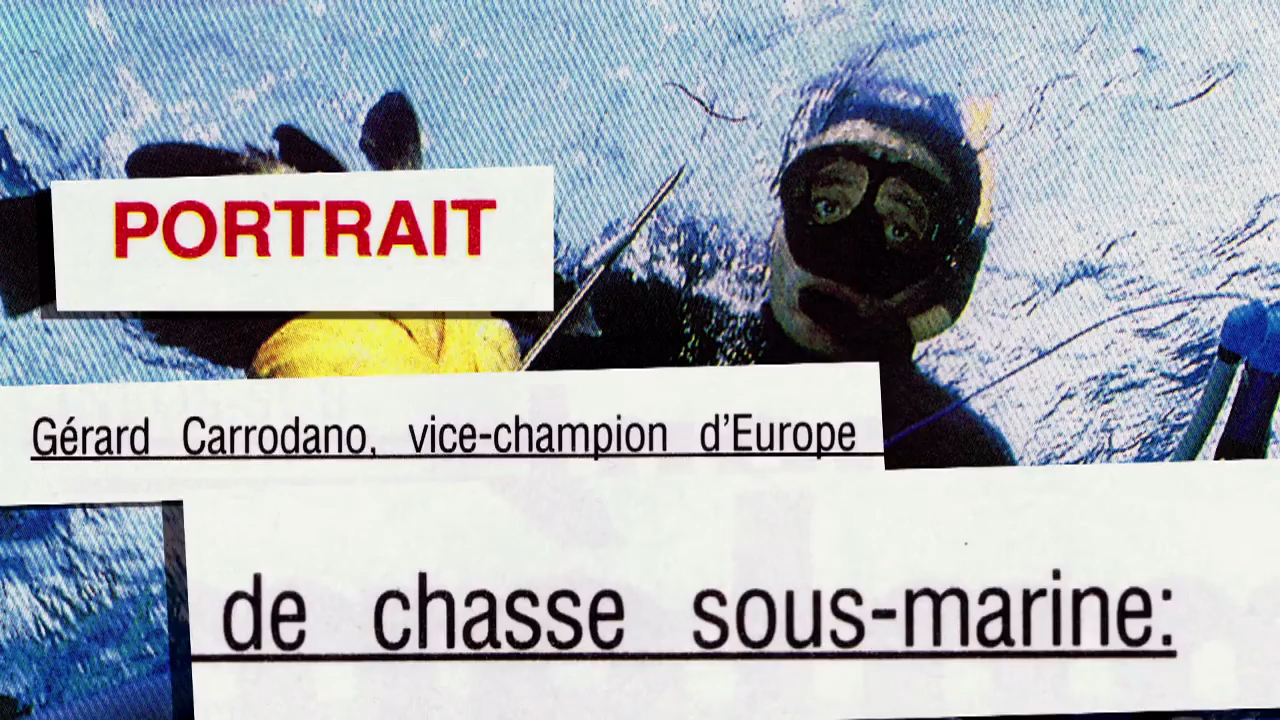 PORTRAIT
Gérard Carrodano, vice-champion d’Europe
de chasse sous-marine: